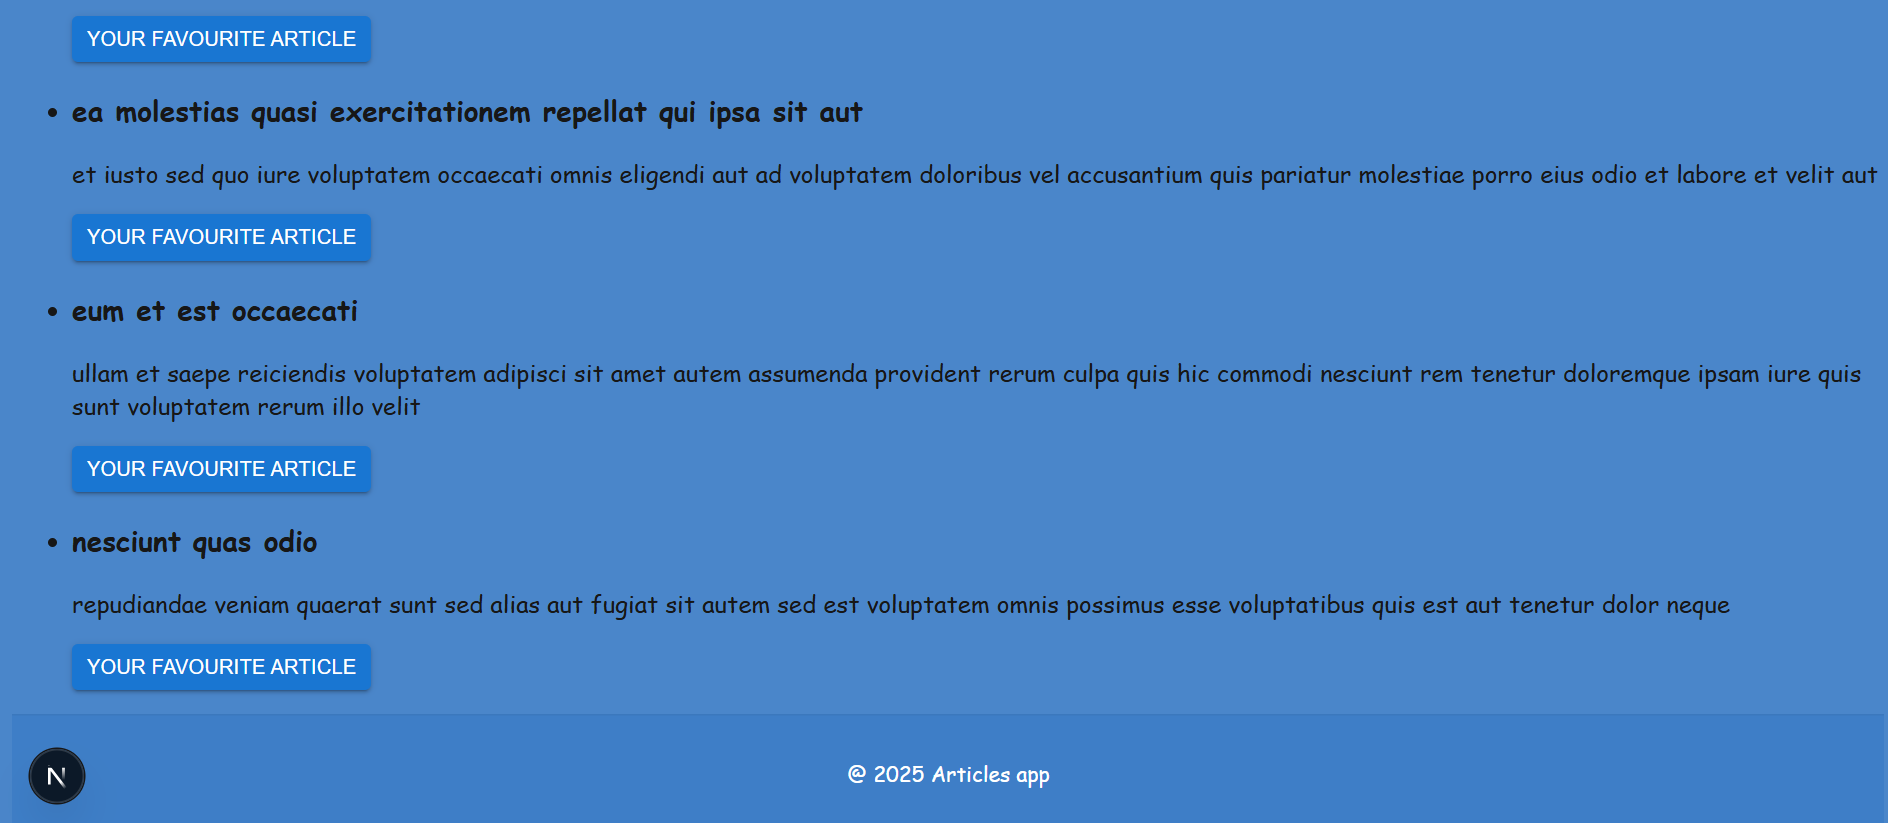 YOUR FAVOURITE ARTICLE
ea molestias quasi exercitationem repellat qui ipsa sit aut
et iusto sed quo iure voluptatem occaecati omnis eligendi aut ad voluptatem doloribus vel accusantium quis pariatur molestiae porro eius odio et labore et velit aut
YOUR FAVOURITE ARTICLE
eum et est occaecati
ullam et saepe reiciendis voluptatem adipisci sit amet autem assumenda provident rerum culpa quis hic commodi nesciunt rem tenetur doloremque ipsam iure quis
sunt voluptatem rerum illo velit
YOUR FAVOURITE ARTICLE
nesciunt quas odio
repudiandae veniam quaerat sunt sed alias aut fugiat sit autem sed est voluptatem omnis possimus esse voluptatibus quis est aut tenetur dolor neque
YOUR FAVOURITE ARTICLE
N
@ 2025 Articles app